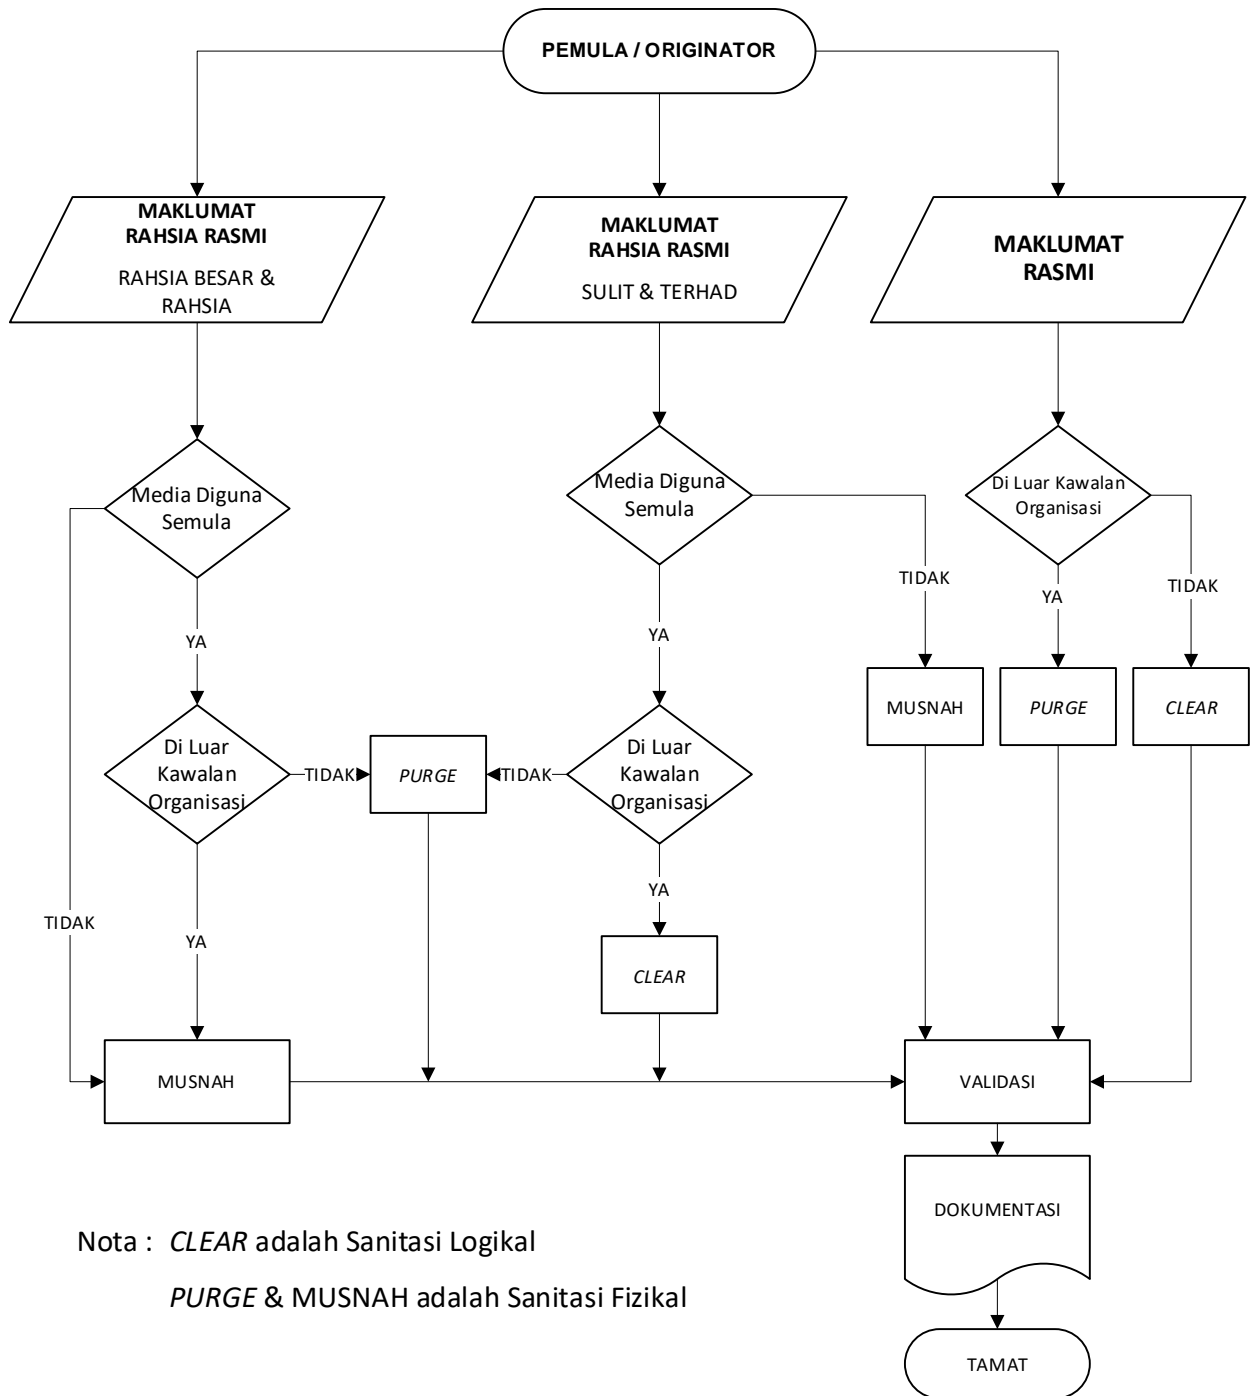 PEMULA / ORIGINATOR
MAKLUMAT
RAHSIA RASMI
RAHSIA BESAR &
RAHSIA
MAKLUMAT
RAHSIA RASMI
SULIT & TERHAD
MAKLUMAT
RASMI
Media Diguna
Semula
Media Diguna
Semula
Di Luar Kawalan
Organisasi
TIDAK
YA
TIDAK
YA
YA
MUSNAH
PURGE
CLEAR
Di Luar
Kawalan
Organisasi
TIDAK
PURGE
TIDAK
Di Luar
Kawalan
Organisasi
YA
TIDAK
YA
CLEAR
MUSNAH
VALIDASI
DOKUMENTASI
Nota : CLEAR adalah Sanitasi Logikal
PURGE & MUSNAH adalah Sanitasi Fizikal
TAMAT